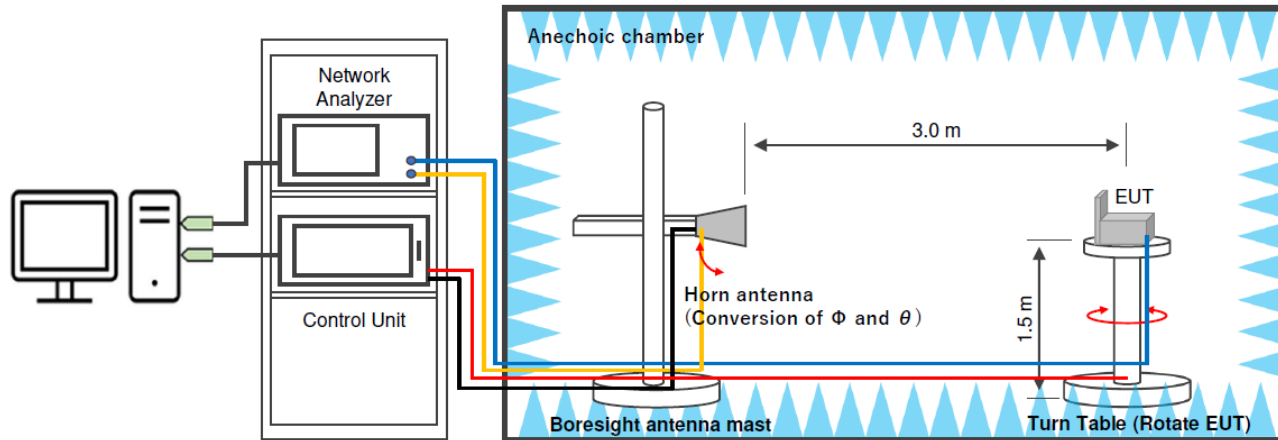 Anechoic chamber
Network
Analyzer
3.0 m
EUT
Horn antenna
(Conversion of Φ and θ)
Control Unit
1.5 m
Boresight antenna mast
Turn Table (Rotate EUT)